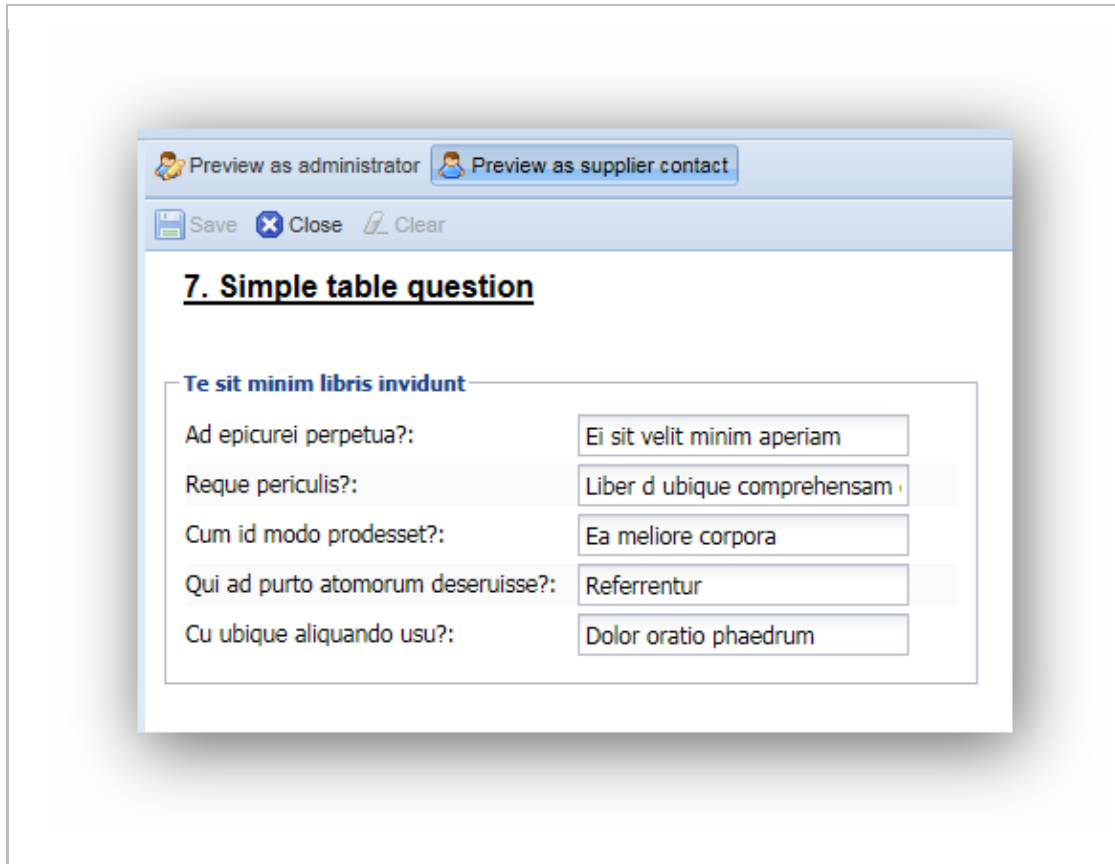 Preview as administrator Preview as supplier contact
Save Close Clear
7. Simple table question
Te sit minim libris invidunt
Ad epicurei perpetua?: Ei sit velit minim aperiam
Reque periculis?: Liber d ubique comprehensam
Cum id modo prodesset?: Ea meliore corpora
Qui ad purto atomorum deseruisse?: Referrentur
Cu ubique aliquando usu?: Dolor oratio phaedrum